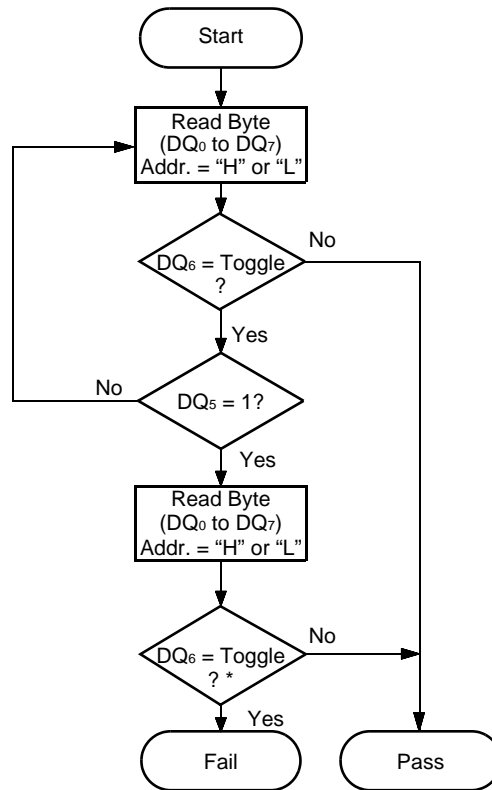 Start
Read Byte
(DQ0 to DQ7)
Addr. = “H” or “L”
No
DQ6 = Toggle
?
Yes
No
DQ5 = 1?
Yes
Read Byte
(DQ0 to DQ7)
Addr. = “H” or “L”
No
DQ6 = Toggle
? *
Yes
Fail
Pass